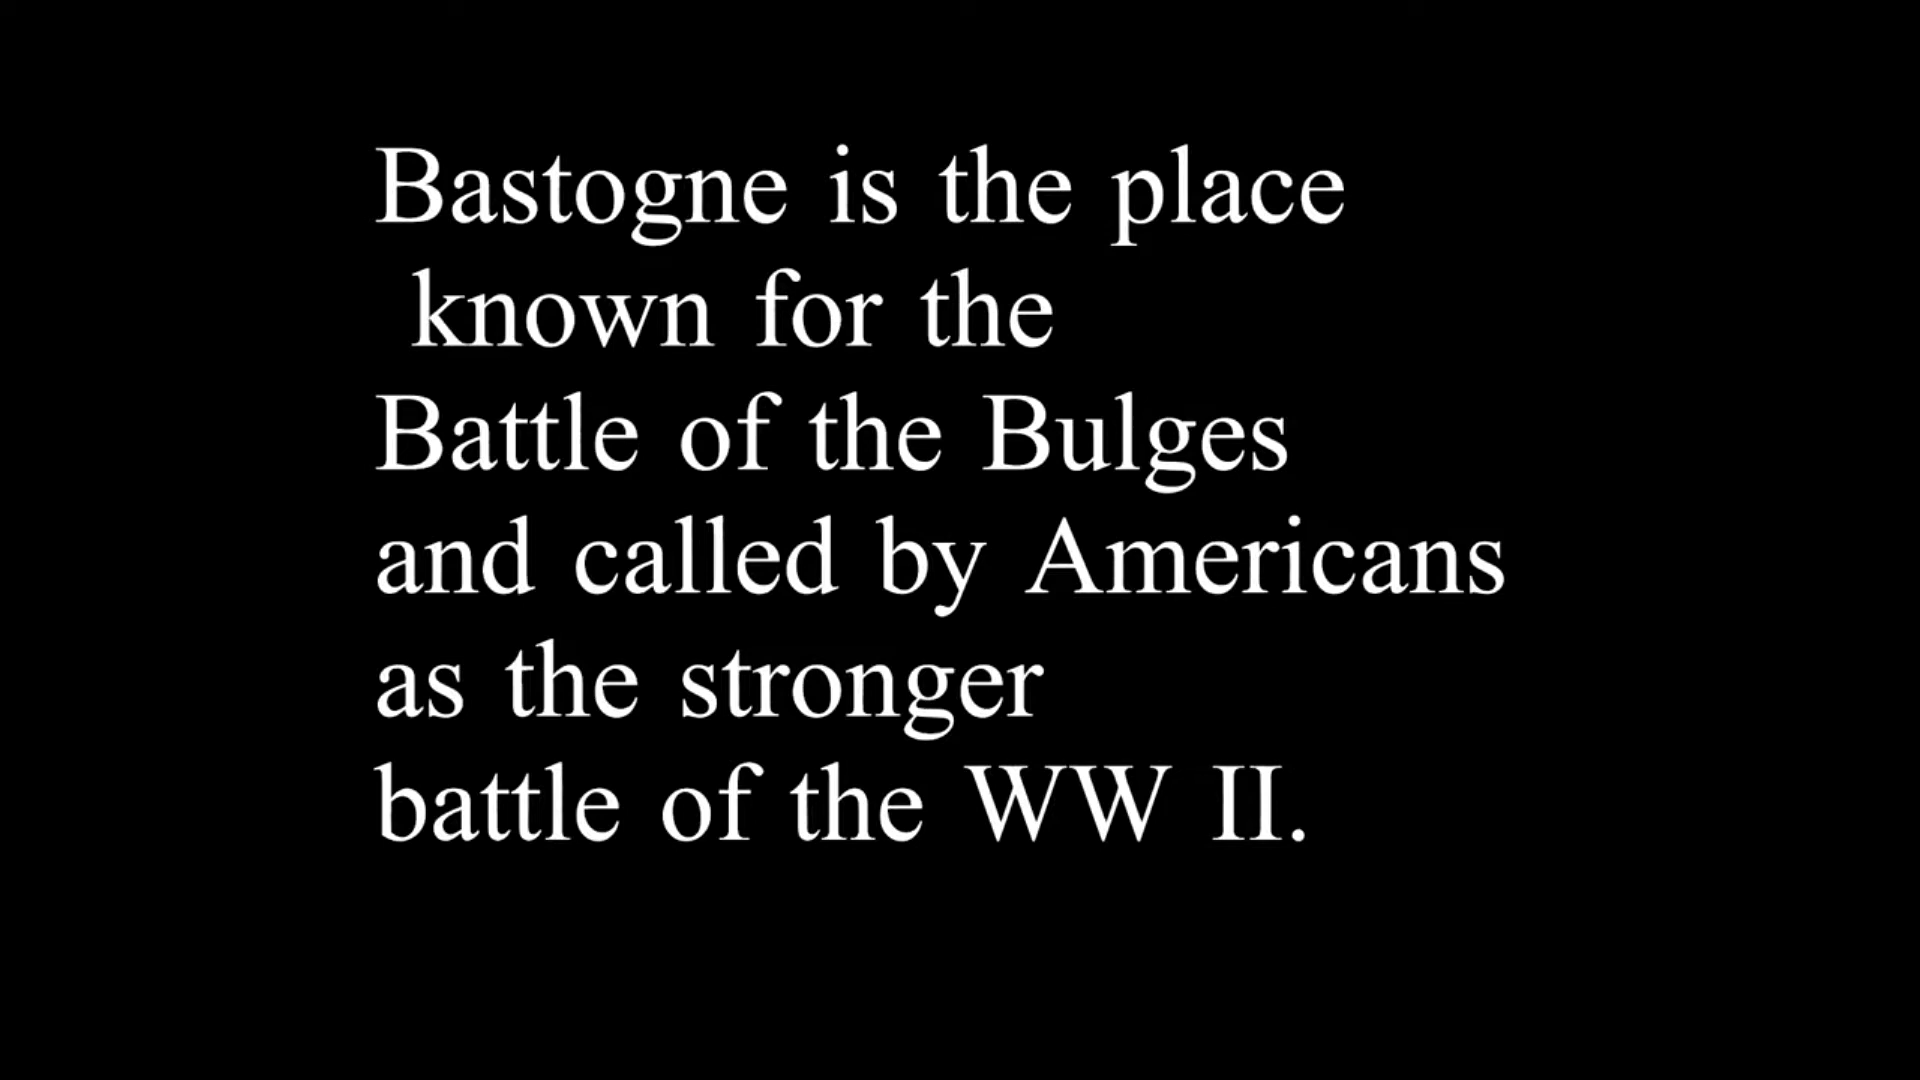 Bastogne is the place
known for the
Battle of the Bulges
and called by Americans
as the stronger
battle of the WW II.